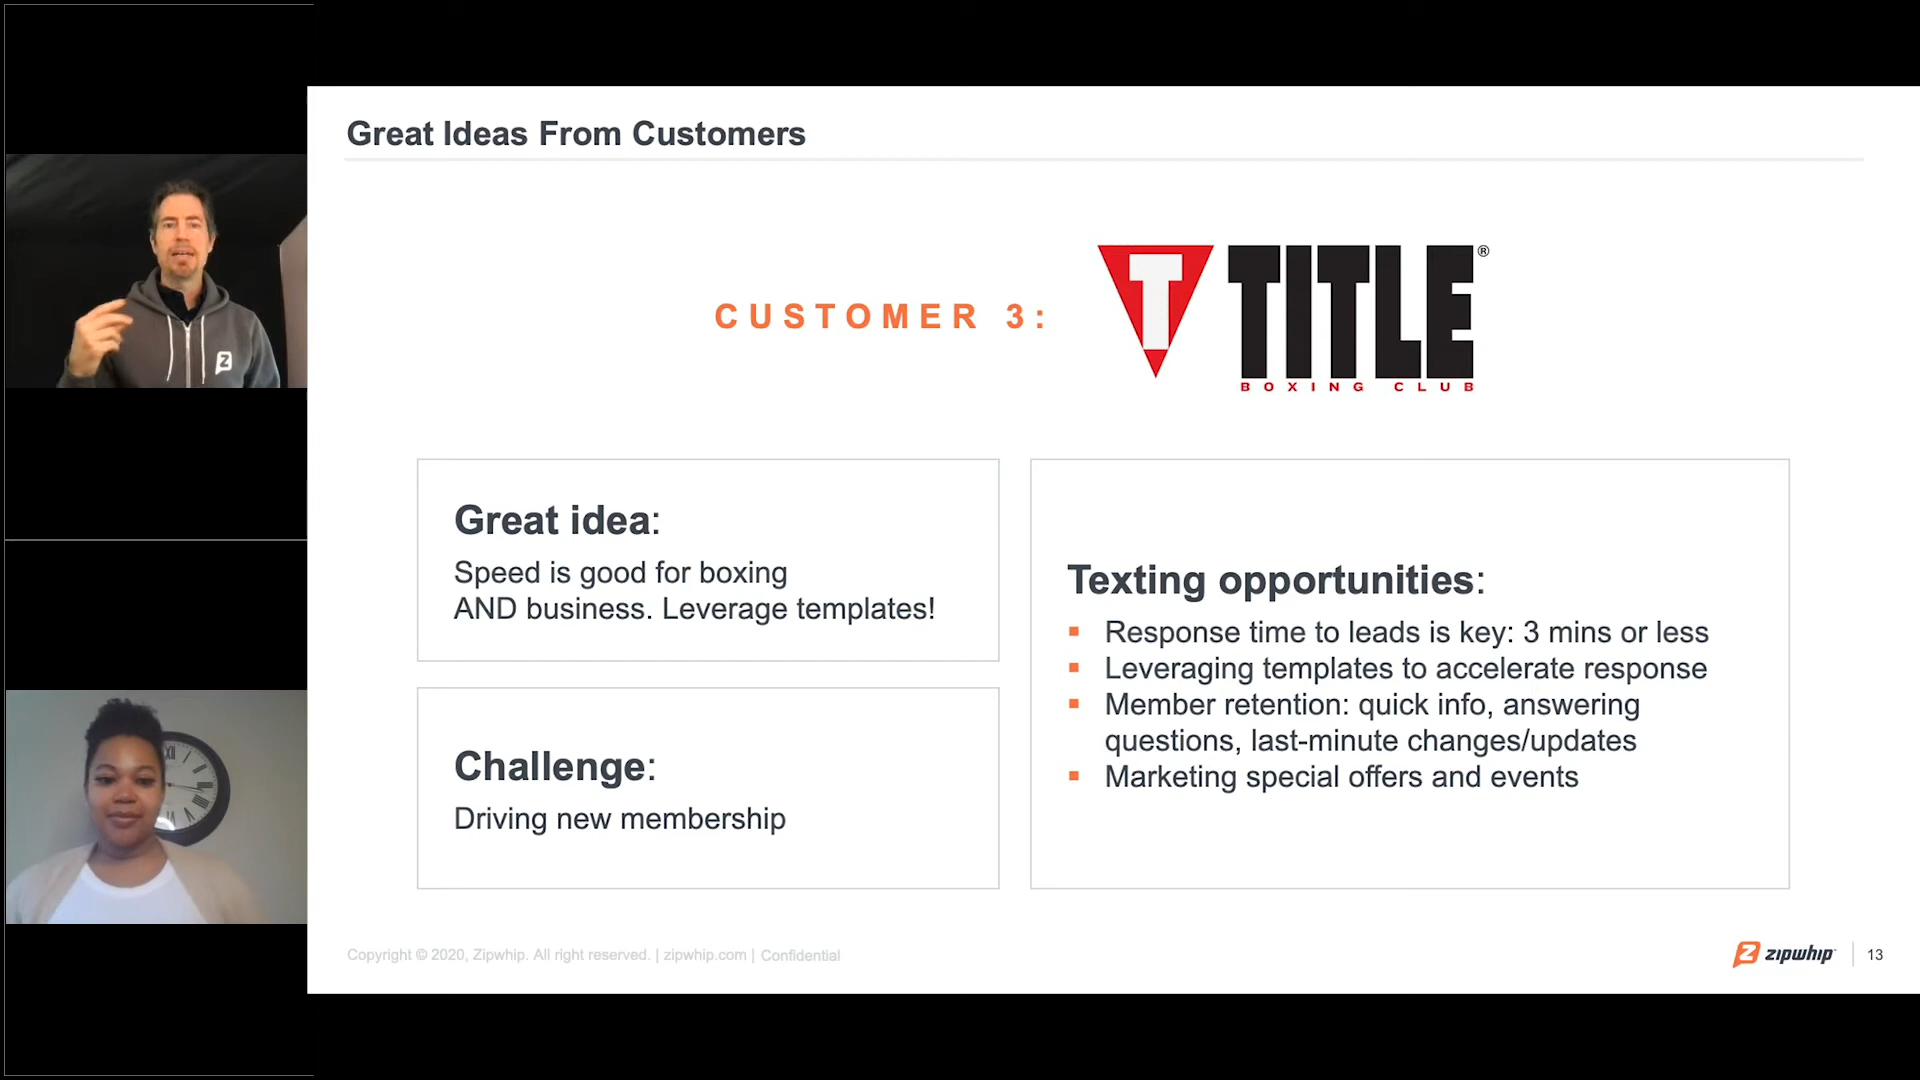 Great Ideas From Customers
CUSTOMER 3:
T TITLE®
BOXING CLUB
Great idea:
Speed is good for boxing
AND business. Leverage templates!
Challenge:
Driving new membership
Texting opportunities:
▪ Response time to leads is key: 3 mins or less
▪ Leveraging templates to accelerate response
▪ Member retention: quick info, answering
questions, last-minute changes/updates
▪ Marketing special offers and events
Copyright © 2020, Zipwhip. All right reserved. | zipwhip.com | Confidential
Z zipwhip | 13
Z